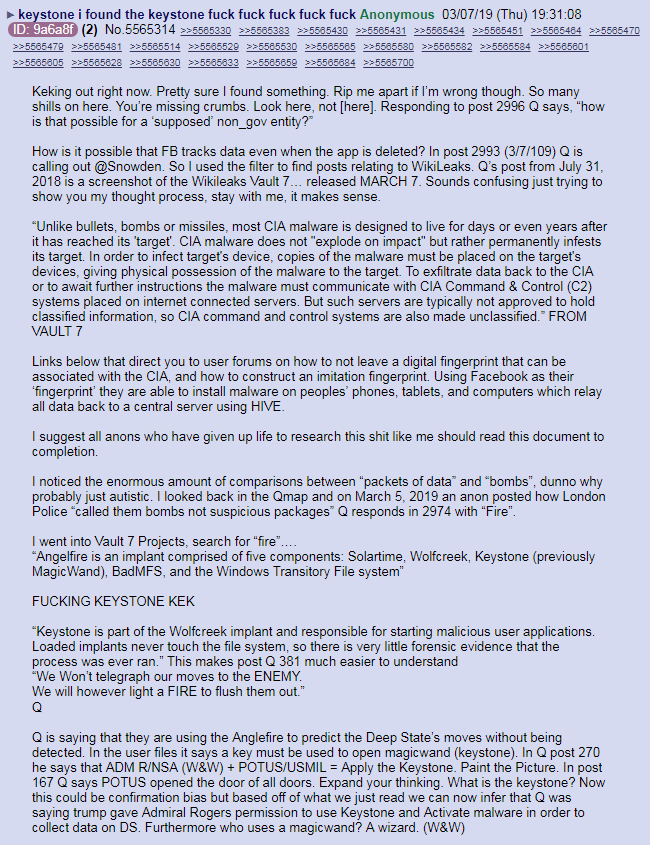 ► keystone i found the keystone fuck fuck fuck fuck fuck Anonymous 03/07/19 (Thu) 19:31:08
ID: 9a6a8f (2) No.5565314 >>5565330 >>5565383 >>5565430 >>5565431 >>5565434 >>5565451 >>5565464 >>5565470
>>5565479 >>5565481 >>5565514 >>5565529 >>5565530 >>5565565 >>5565580 >>5565582 >>5565584 >>5565601
>>5565605 >>5565628 >>5565630 >>5565633 >>5565659 >>5565684 >>5565700
Keking out right now. Pretty sure I found something. Rip me apart if I'm wrong though. So many
shills on here. You're missing crumbs. Look here, not [here]. Responding to post 2996 Q says, “how
is that possible for a ‘supposed’ non_gov entity?”
How is it possible that FB tracks data even when the app is deleted? In post 2993 (3/7/109) Q is
calling out @Snowden. So I used the filter to find posts relating to WikiLeaks. Q's post from July 31,
2018 is a screenshot of the Wikileaks Vault 7… released MARCH 7. Sounds confusing just trying to
show you my thought process, stay with me, it makes sense.
“Unlike bullets, bombs or missiles, most CIA malware is designed to live for days or even years after
it has reached its 'target'. CIA malware does not "explode on impact" but rather permanently infests
its target. In order to infect target's device, copies of the malware must be placed on the target's
devices, giving physical possession of the malware to the target. To exfiltrate data back to the CIA
or to await further instructions the malware must communicate with CIA Command & Control (C2)
systems placed on internet connected servers. But such servers are typically not approved to hold
classified information, so CIA command and control systems are also made unclassified.” FROM
VAULT 7
Links below that direct you to user forums on how to not leave a digital fingerprint that can be
associated with the CIA, and how to construct an imitation fingerprint. Using Facebook as their
‘fingerprint’ they are able to install malware on peoples’ phones, tablets, and computers which relay
all data back to a central server using HIVE.
I suggest all anons who have given up life to research this shit like me should read this document to
completion.
I noticed the enormous amount of comparisons between “packets of data” and “bombs”, dunno why
probably just autistic. I looked back in the Qmap and on March 5, 2019 an anon posted how London
Police “called them bombs not suspicious packages” Q responds in 2974 with “Fire”.
I went into Vault 7 Projects, search for “fire”….
“Angelfire is an implant comprised of five components: Solartime, Wolfcreek, Keystone (previously
MagicWand), BadMFS, and the Windows Transitory File system”
FUCKING KEYSTONE KEK
“Keystone is part of the Wolfcreek implant and responsible for starting malicious user applications.
Loaded implants never touch the file system, so there is very little forensic evidence that the
process was ever ran.” This makes post Q 381 much easier to understand
“We Won't telegraph our moves to the ENEMY.
We will however light a FIRE to flush them out.”
Q
Q is saying that they are using the Anglefire to predict the Deep State's moves without being
detected. In the user files it says a key must be used to open magicwand (keystone). In Q post 270
he says that ADM R/NSA (W&W) + POTUS/USMIL = Apply the Keystone. Paint the Picture. In post
167 Q says POTUS opened the door of all doors. Expand your thinking. What is the keystone? Now
this could be confirmation bias but based off of what we just read we can now infer that Q was
saying trump gave Admiral Rogers permission to use Keystone and Activate malware in order to
collect data on DS. Furthermore who uses a magicwand? A wizard. (W&W)